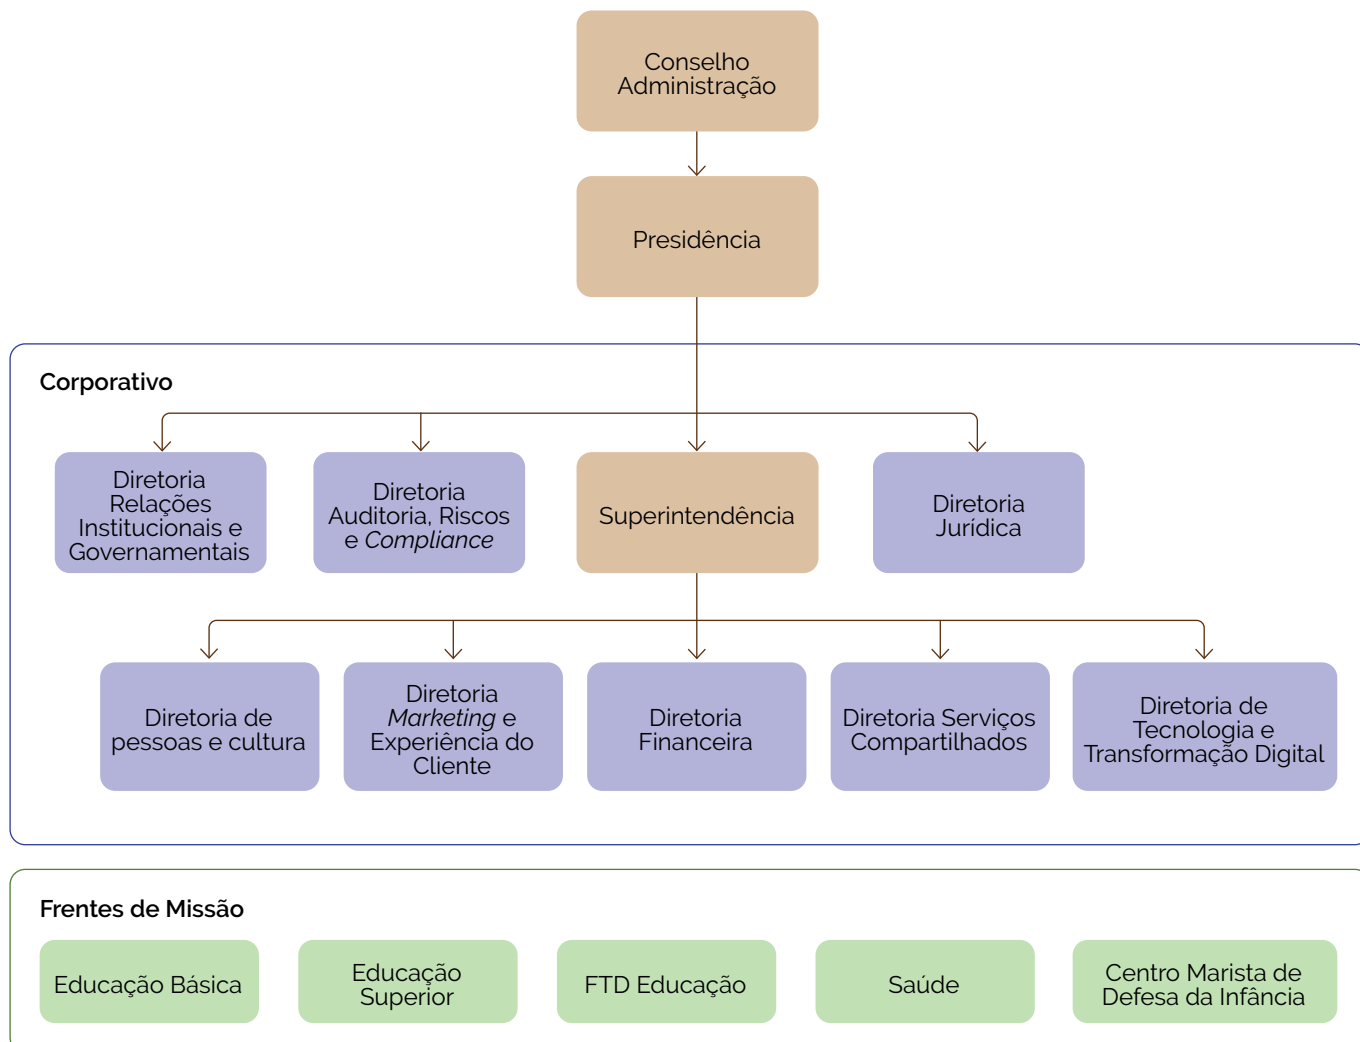 Conselho
Administração
Presidência
Corporativo
Diretoria
Relações
Institucionais e
Governamentais
Diretoria
Auditoria, Riscos
e Compliance
Superintendência
Diretoria
Jurídica
Diretoria de
pessoas e cultura
Diretoria
Marketing e
Experiência do
Cliente
Diretoria
Financeira
Diretoria Serviços
Compartilhados
Diretoria de
Tecnologia e
Transformação Digital
Frentes de Missão
Educação Básica
Educação
Superior
FTD Educação
Saúde
Centro Marista de
Defesa da Infância